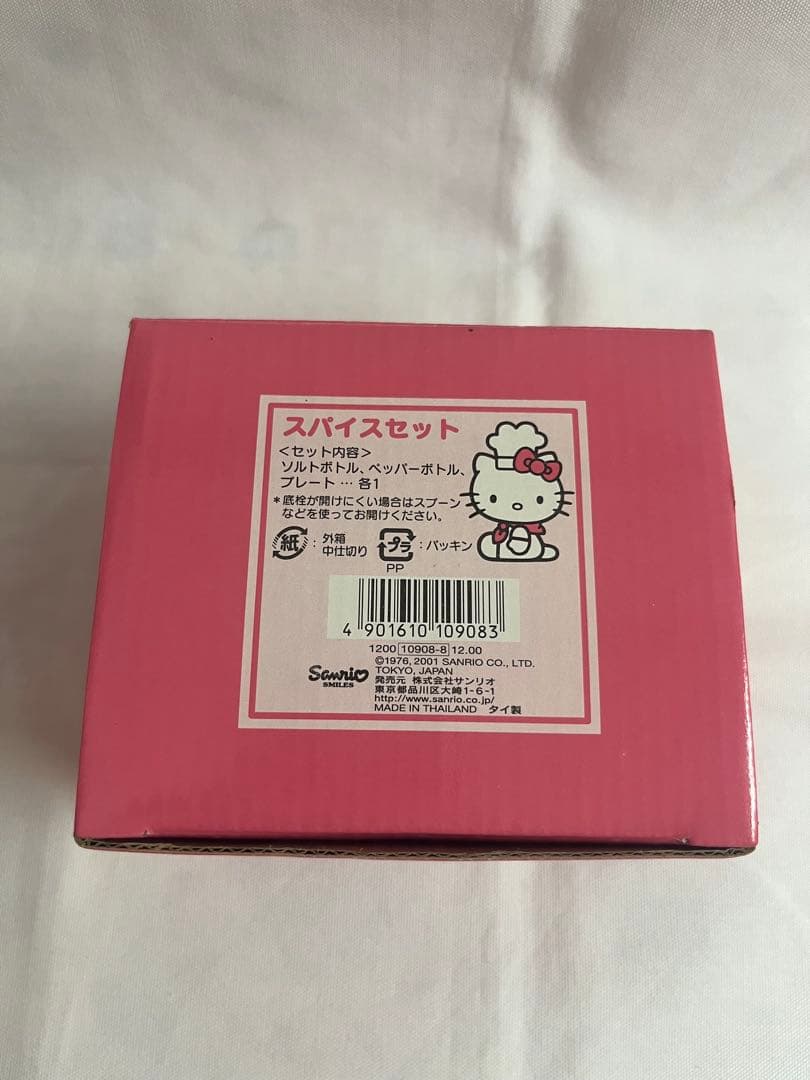 スパイスセット
<セット内容>
ソルトボトル、ペッパーボトル、
プレート … 各1
*底栓が開けにくい場合はスプーン
などを使ってお開けください。
紙 : 外箱
中仕切り
プラ : パッキン
PP
4 901610 109083
1200 10908-8 12.00
©1976, 2001 SANRIO CO., LTD.
TOKYO, JAPAN
Sanrio
SMILES
発売元 株式会社サンリオ
東京都品川区大崎1-6-1
http://www.sanrio.co.jp/
MADE IN THAILAND タイ製